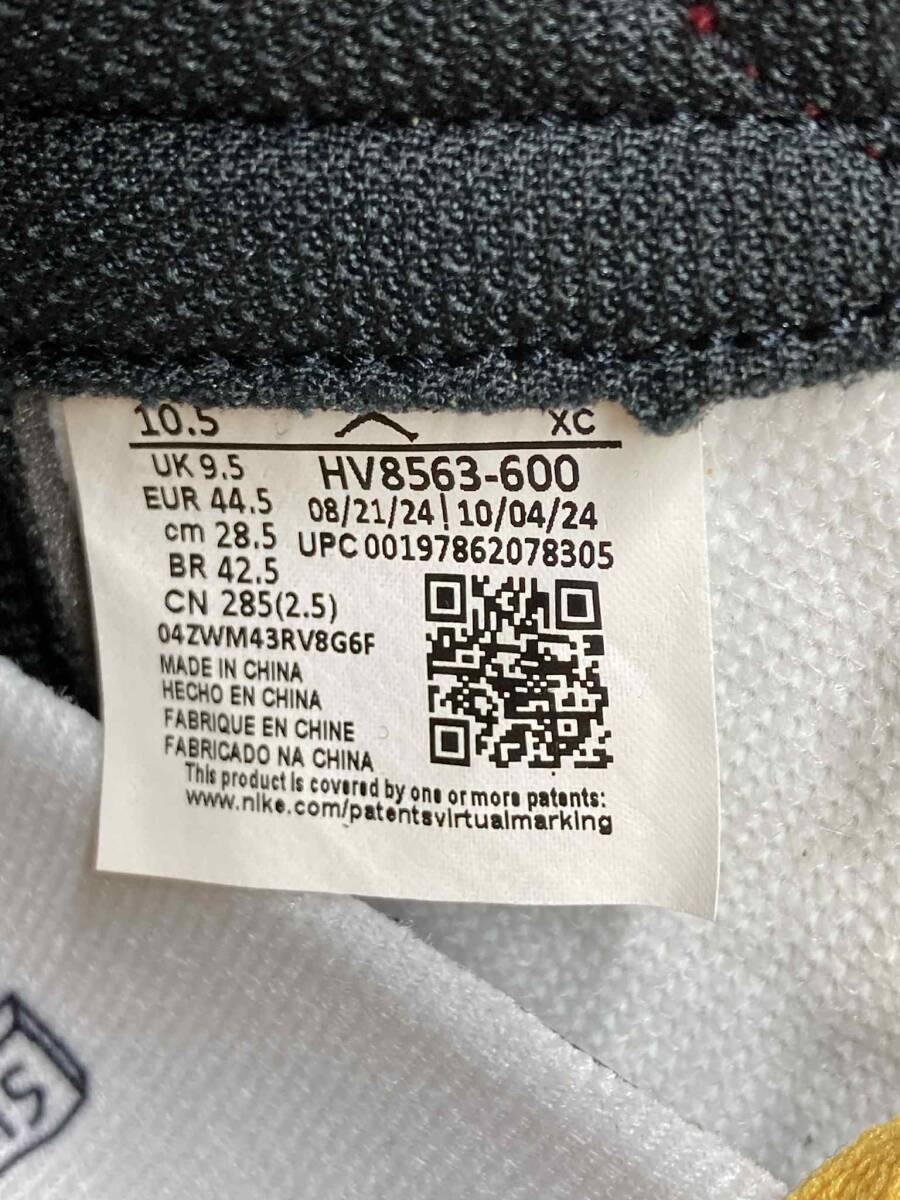 10.5 XC
UK 9.5 HV8563-600
EUR 44.5 08/21/24 | 10/04/24
cm 28.5 UPC 00197862078305
BR 42.5
CN 285(2.5)
04ZWM43RV8G6F
MADE IN CHINA
HECHO EN CHINA
FABRIQUE EN CHINE
FABRICADO NA CHINA
This product is covered by one or more patents:
www.nike.com/patentsvirtualmarking